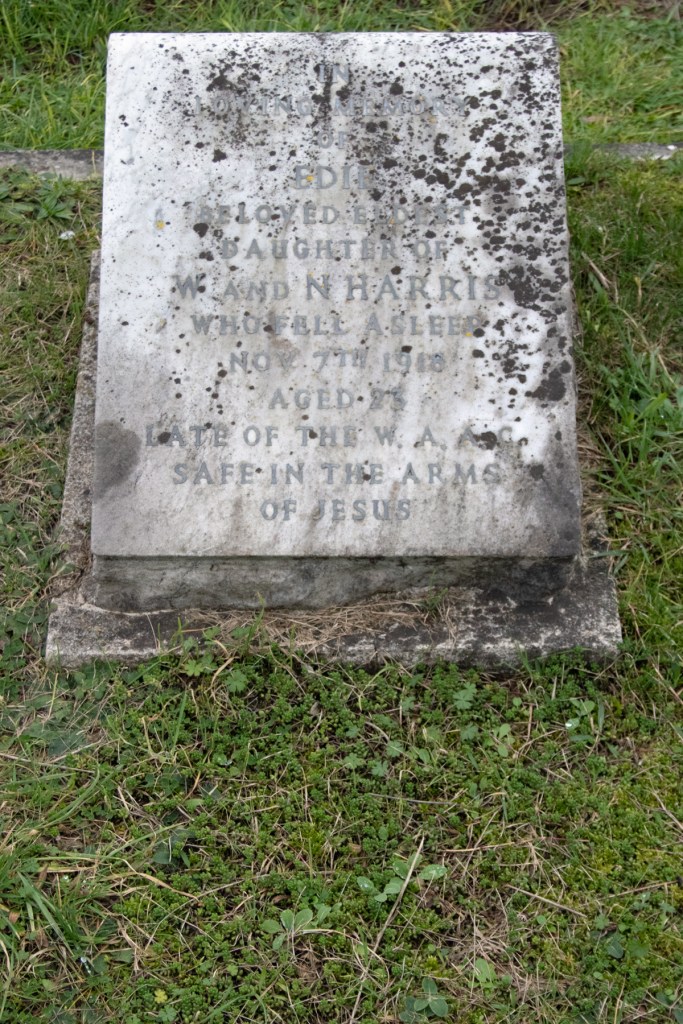 IN
LOVING MEMORY
OF
EDIE
BELOVED ELDEST
DAUGHTER OF
W. AND N HARRIS
WHO FELL ASLEEP
NOV. 7TH 1918
AGED
LATE OF THE W. A. A. C.
SAFE IN THE ARMS
OF JESUS